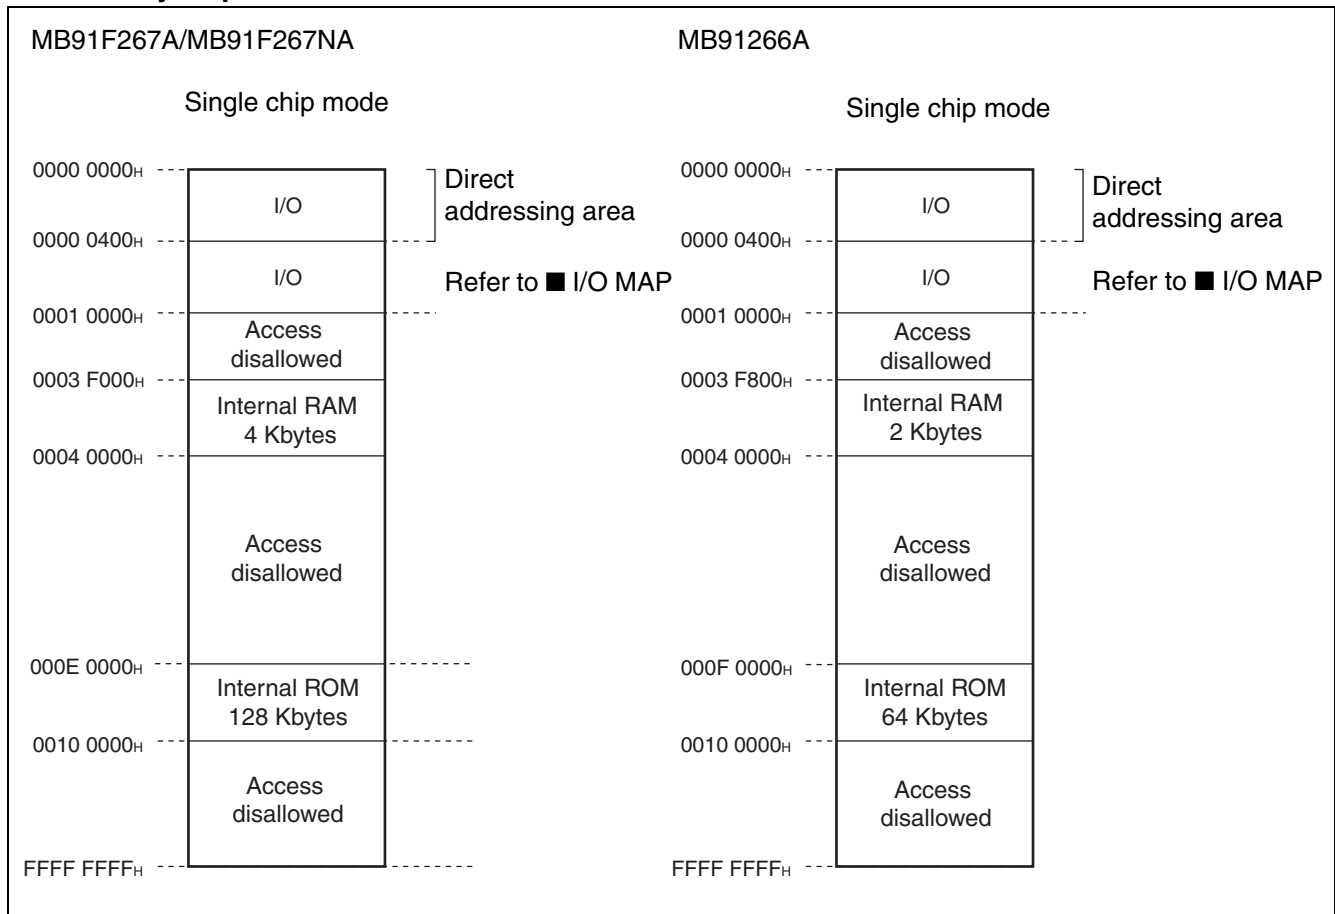 MB91F267A/MB91F267NA
Single chip mode
0000 0000H
I/O
Direct
addressing area
0000 0400H
I/O
Refer to ■ I/O MAP
0001 0000H
Access
disallowed
0003 F000H
Internal RAM
4 Kbytes
0004 0000H
Access
disallowed
000E 0000H
Internal ROM
128 Kbytes
0010 0000H
Access
disallowed
FFFF FFFFH
MB91266A
Single chip mode
0000 0000H
I/O
Direct
addressing area
0000 0400H
I/O
Refer to ■ I/O MAP
0001 0000H
Access
disallowed
0003 F800H
Internal RAM
2 Kbytes
0004 0000H
Access
disallowed
000F 0000H
Internal ROM
64 Kbytes
0010 0000H
Access
disallowed
FFFF FFFFH